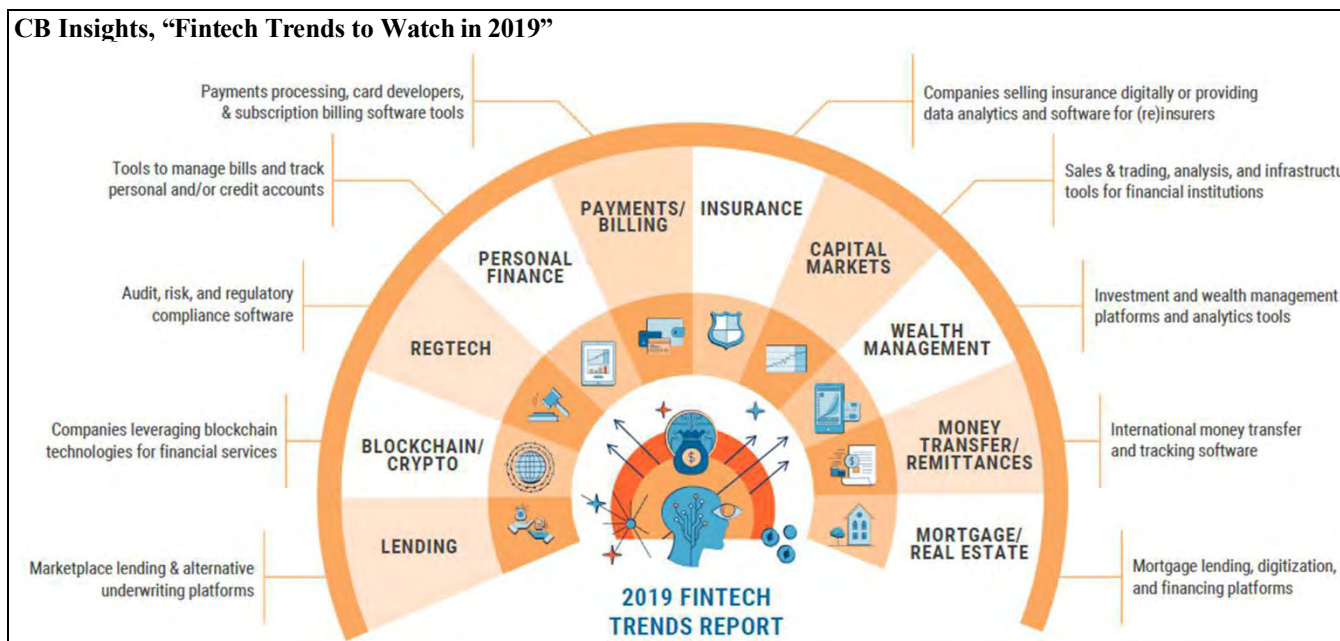 CB Insights, “Fintech Trends to Watch in 2019”
Payments processing, card developers,
& subscription billing software tools
Companies selling insurance digitally or providing
data analytics and software for (re)insurers
Tools to manage bills and track
personal and/or credit accounts
Sales & trading, analysis, and infrastructu
tools for financial institutions
Audit, risk, and regulatory
compliance software
Investment and wealth management
platforms and analytics tools
Companies leveraging blockchain
technologies for financial services
International money transfer
and tracking software
Marketplace lending & alternative
underwriting platforms
Mortgage lending, digitization,
and financing platforms
LENDING
BLOCKCHAIN/
CRYPTO
REGTECH
PERSONAL
FINANCE
PAYMENTS/
BILLING
INSURANCE
CAPITAL
MARKETS
WEALTH
MANAGEMENT
MONEY
TRANSFER/
REMITTANCES
MORTGAGE/
REAL ESTATE
$
$
2019 FINTECH
TRENDS REPORT